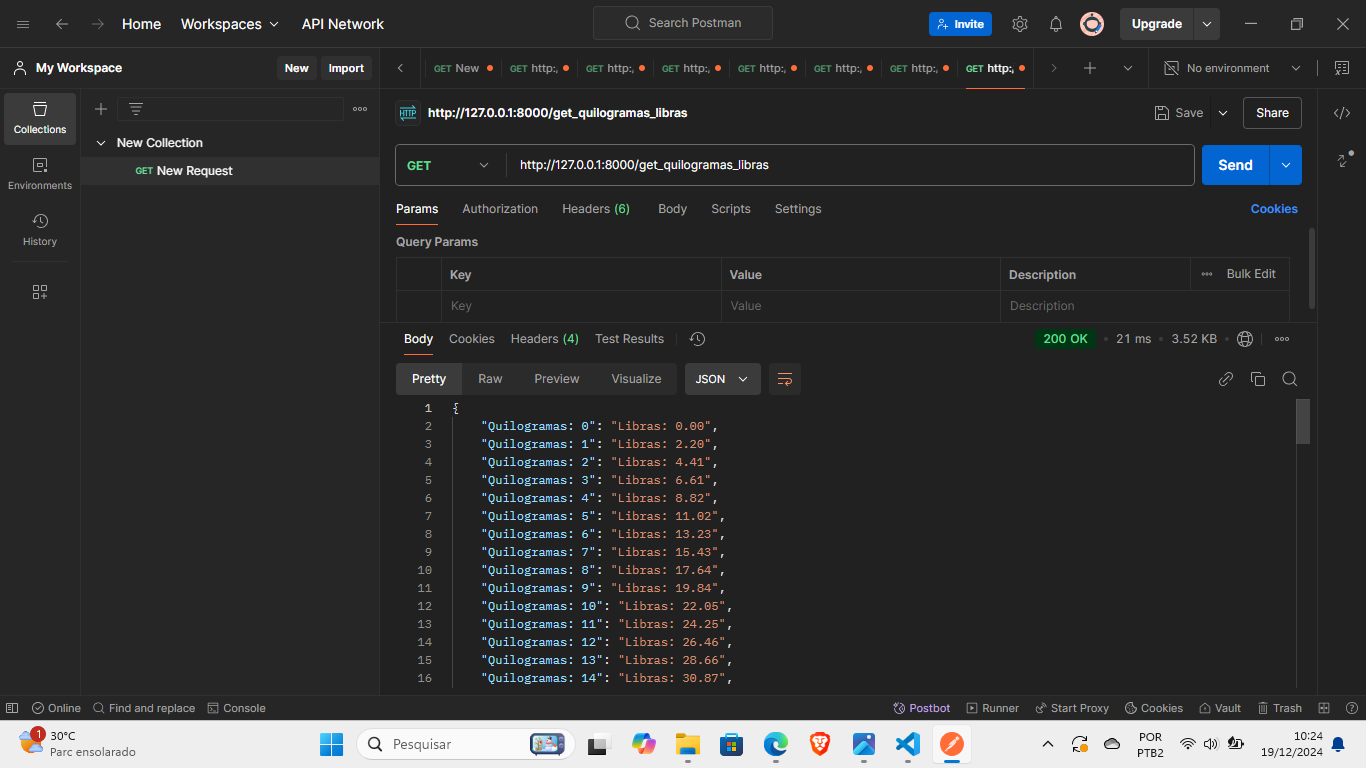 Home Workspaces API Network Search Postman Invite Upgrade
My Workspace New Import GET New GET http:, GET http:, GET http:, GET http:, GET http:, GET http:, GET http:, No environment
Collections
Environments
History
New Collection
GET New Request
HTTP http://127.0.0.1:8000/get_quilogramas_libras Save Share
GET http://127.0.0.1:8000/get_quilogramas_libras Send
Params Authorization Headers (6) Body Scripts Settings Cookies
Query Params
Key Value Description Bulk Edit
Key Value Description
Body Cookies Headers (4) Test Results 200 OK 21 ms 3.52 KB
Pretty Raw Preview Visualize JSON
1 {
2 "Quilogramas: 0": "Libras: 0.00",
3 "Quilogramas: 1": "Libras: 2.20",
4 "Quilogramas: 2": "Libras: 4.41",
5 "Quilogramas: 3": "Libras: 6.61",
6 "Quilogramas: 4": "Libras: 8.82",
7 "Quilogramas: 5": "Libras: 11.02",
8 "Quilogramas: 6": "Libras: 13.23",
9 "Quilogramas: 7": "Libras: 15.43",
10 "Quilogramas: 8": "Libras: 17.64",
11 "Quilogramas: 9": "Libras: 19.84",
12 "Quilogramas: 10": "Libras: 22.05",
13 "Quilogramas: 11": "Libras: 24.25",
14 "Quilogramas: 12": "Libras: 26.46",
15 "Quilogramas: 13": "Libras: 28.66",
16 "Quilogramas: 14": "Libras: 30.87",
Online Find and replace Console Postbot Runner Start Proxy Cookies Vault Trash
1 30°C
Parc ensolarado
Pesquisar
POR
PTB2
10:24
19/12/2024